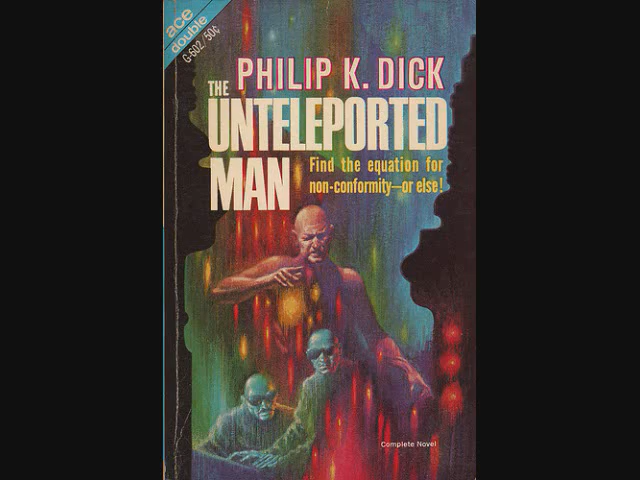 ace
double
G-602/50¢
PHILIP K. DICK
THE
UNTELEPORTED
MAN
Find the equation for
non-conformity—or else!
Complete Novel